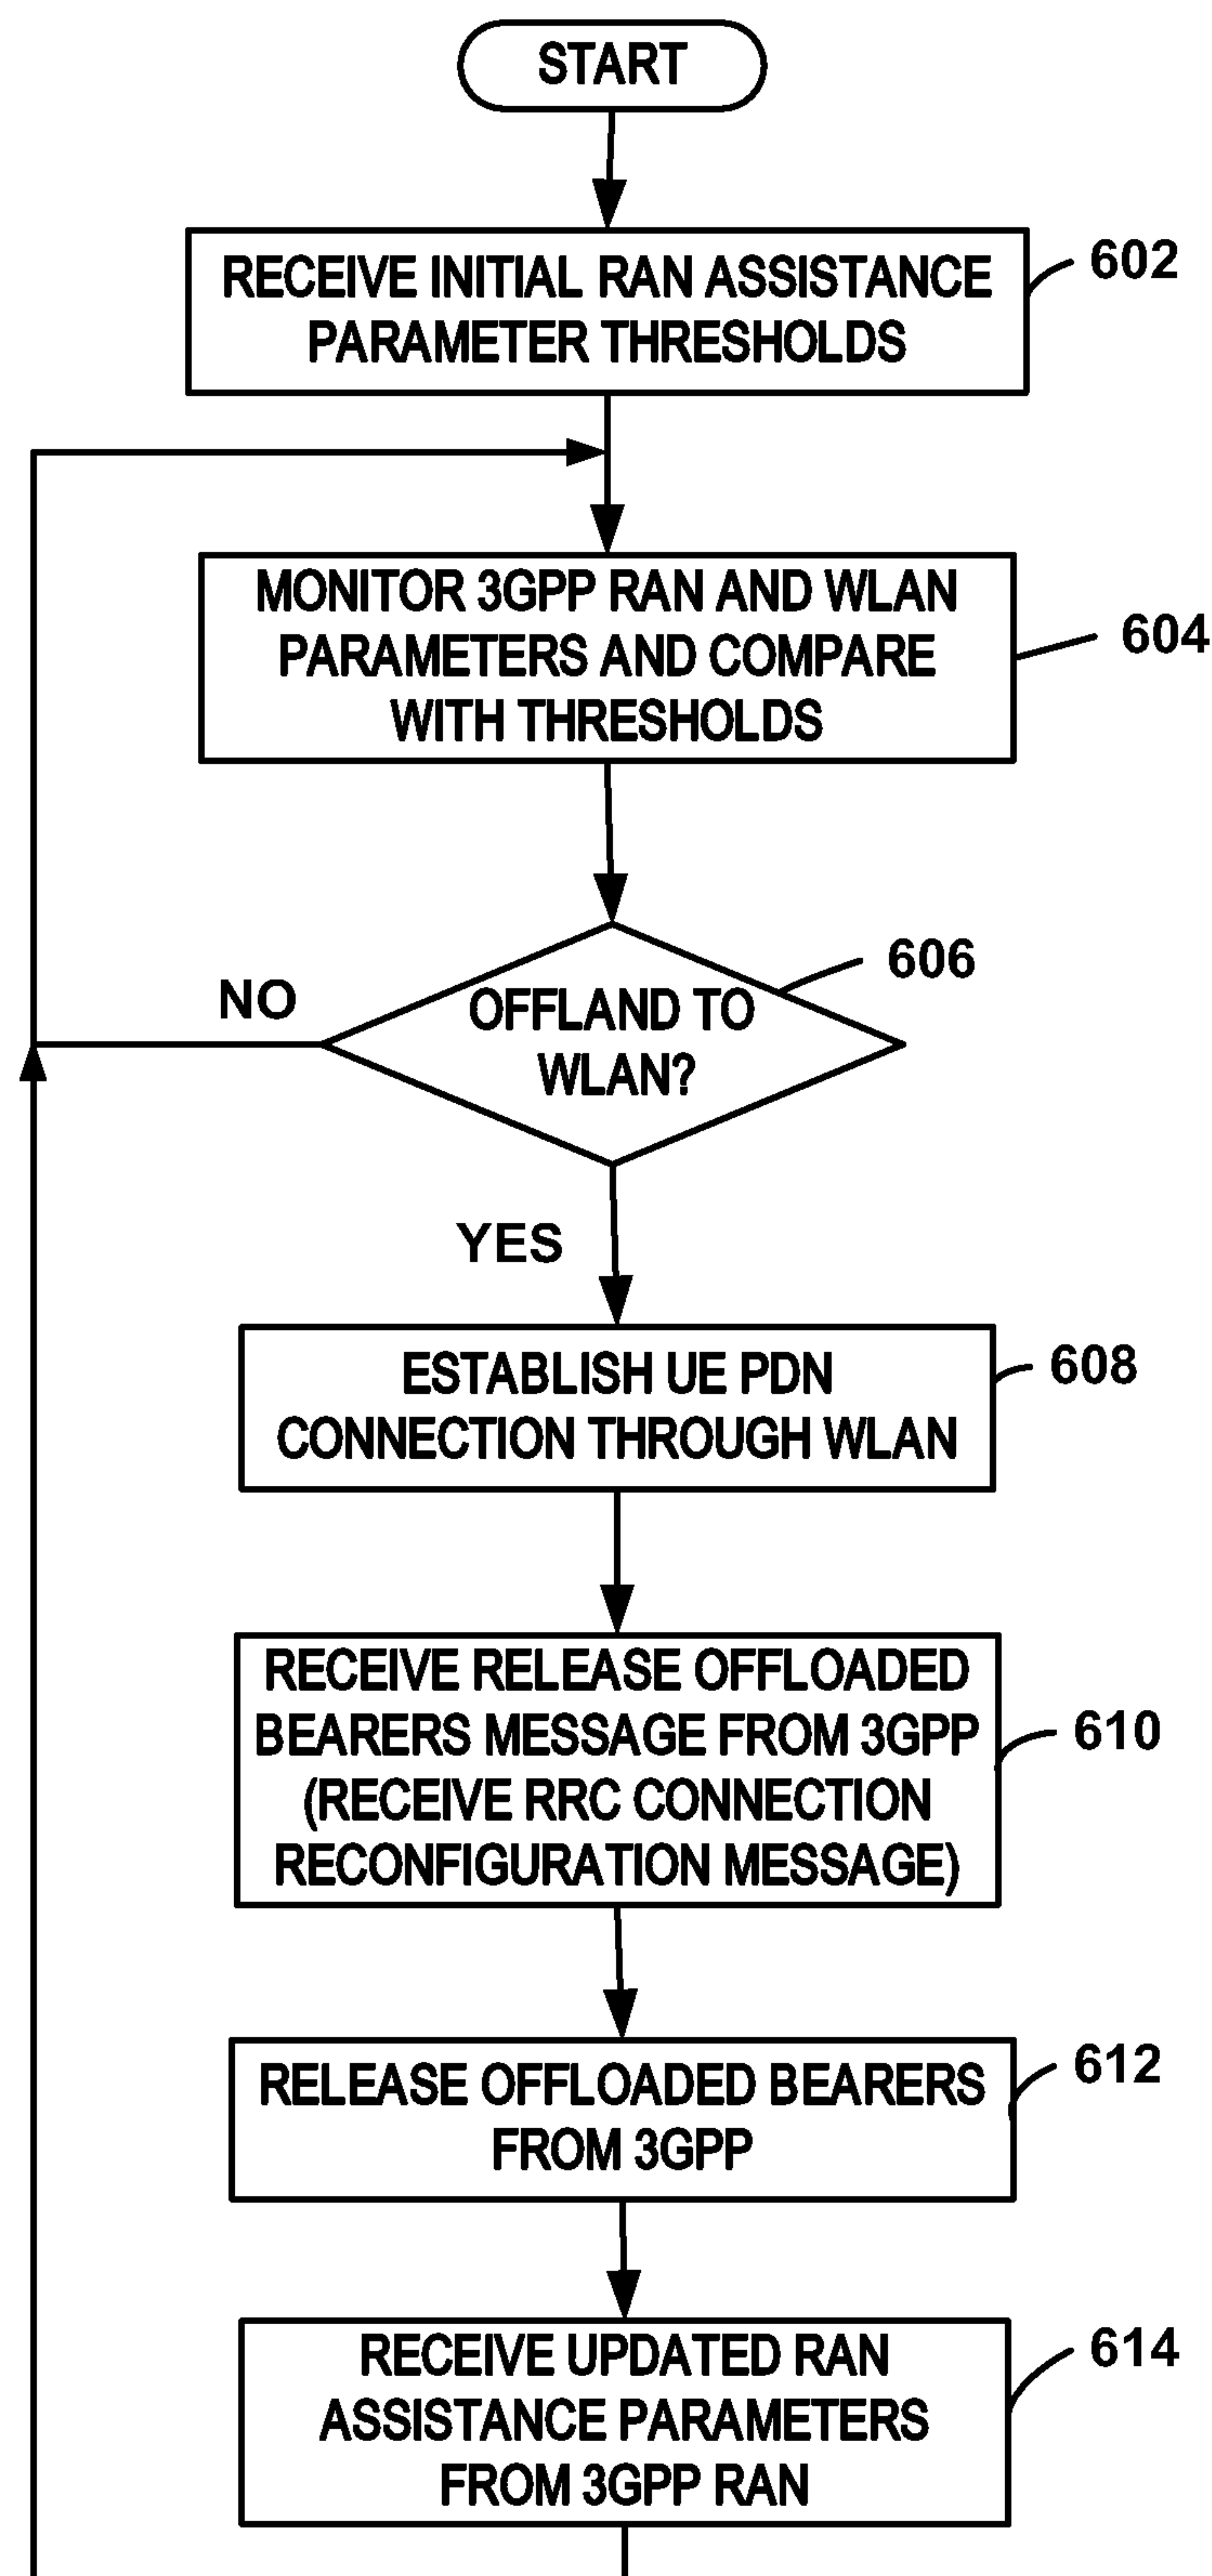 START
RECEIVE INITIAL RAN ASSISTANCE
PARAMETER THRESHOLDS
602
MONITOR 3GPP RAN AND WLAN
PARAMETERS AND COMPARE
WITH THRESHOLDS
604
606
NO
OFFLAND TO
WLAN?
YES
ESTABLISH UE PDN
CONNECTION THROUGH WLAN
608
RECEIVE RELEASE OFFLOADED
BEARERS MESSAGE FROM 3GPP
(RECEIVE RRC CONNECTION
RECONFIGURATION MESSAGE)
610
RELEASE OFFLOADED BEARERS
FROM 3GPP
612
RECEIVE UPDATED RAN
ASSISTANCE PARAMETERS
FROM 3GPP RAN
614